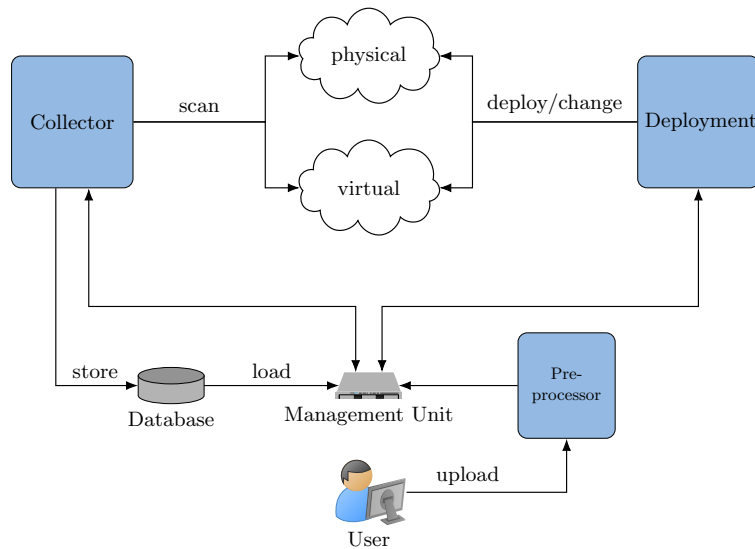 physical
scan
deploy/change
Collector
Deployment
virtual
store
load
Pre-
processor
Database
Management Unit
upload
User